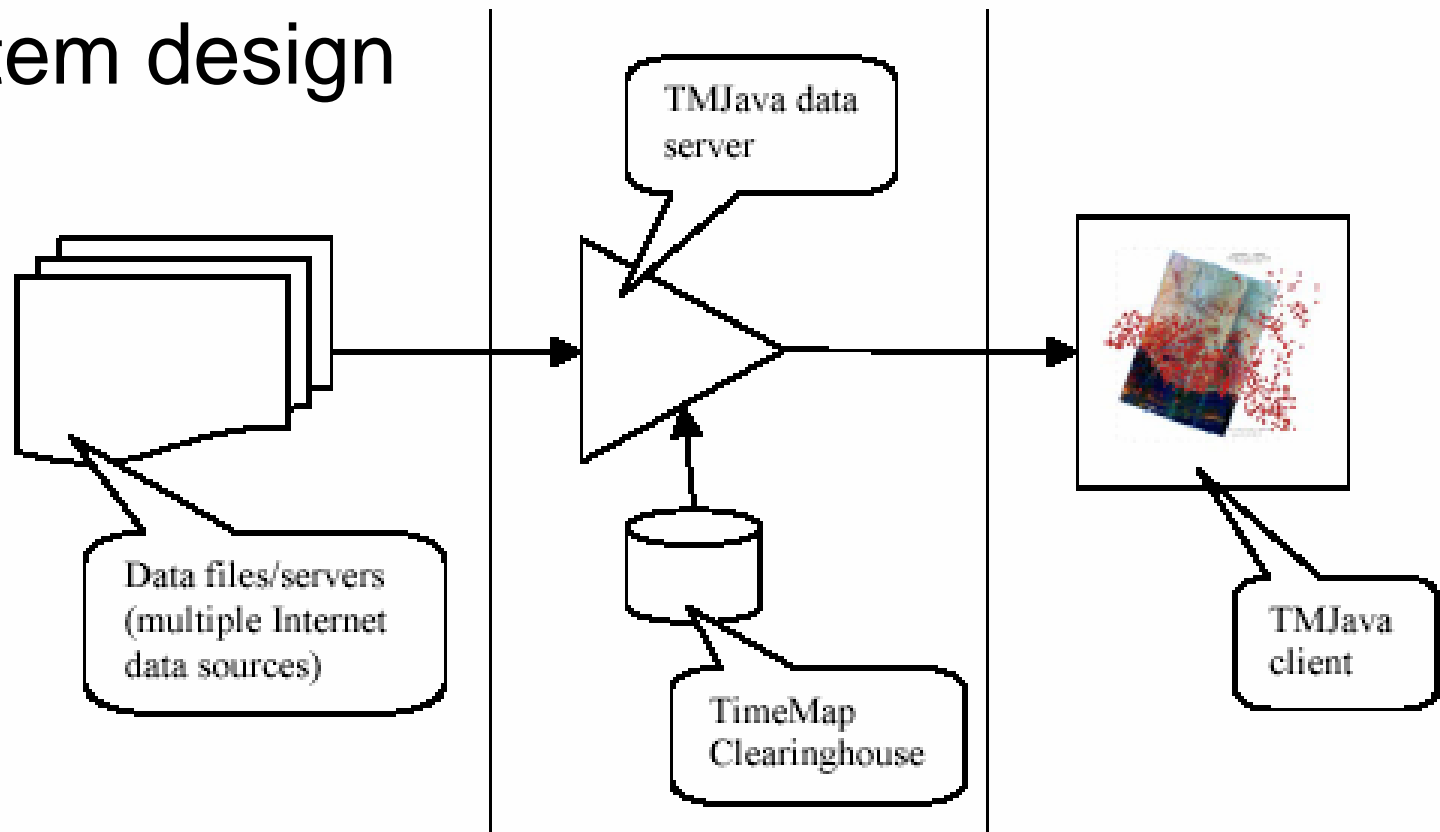 tem design
TMJava data
server
Data files/servers
(multiple Internet
data sources)
TimeMap
Clearinghouse
TMJava
client